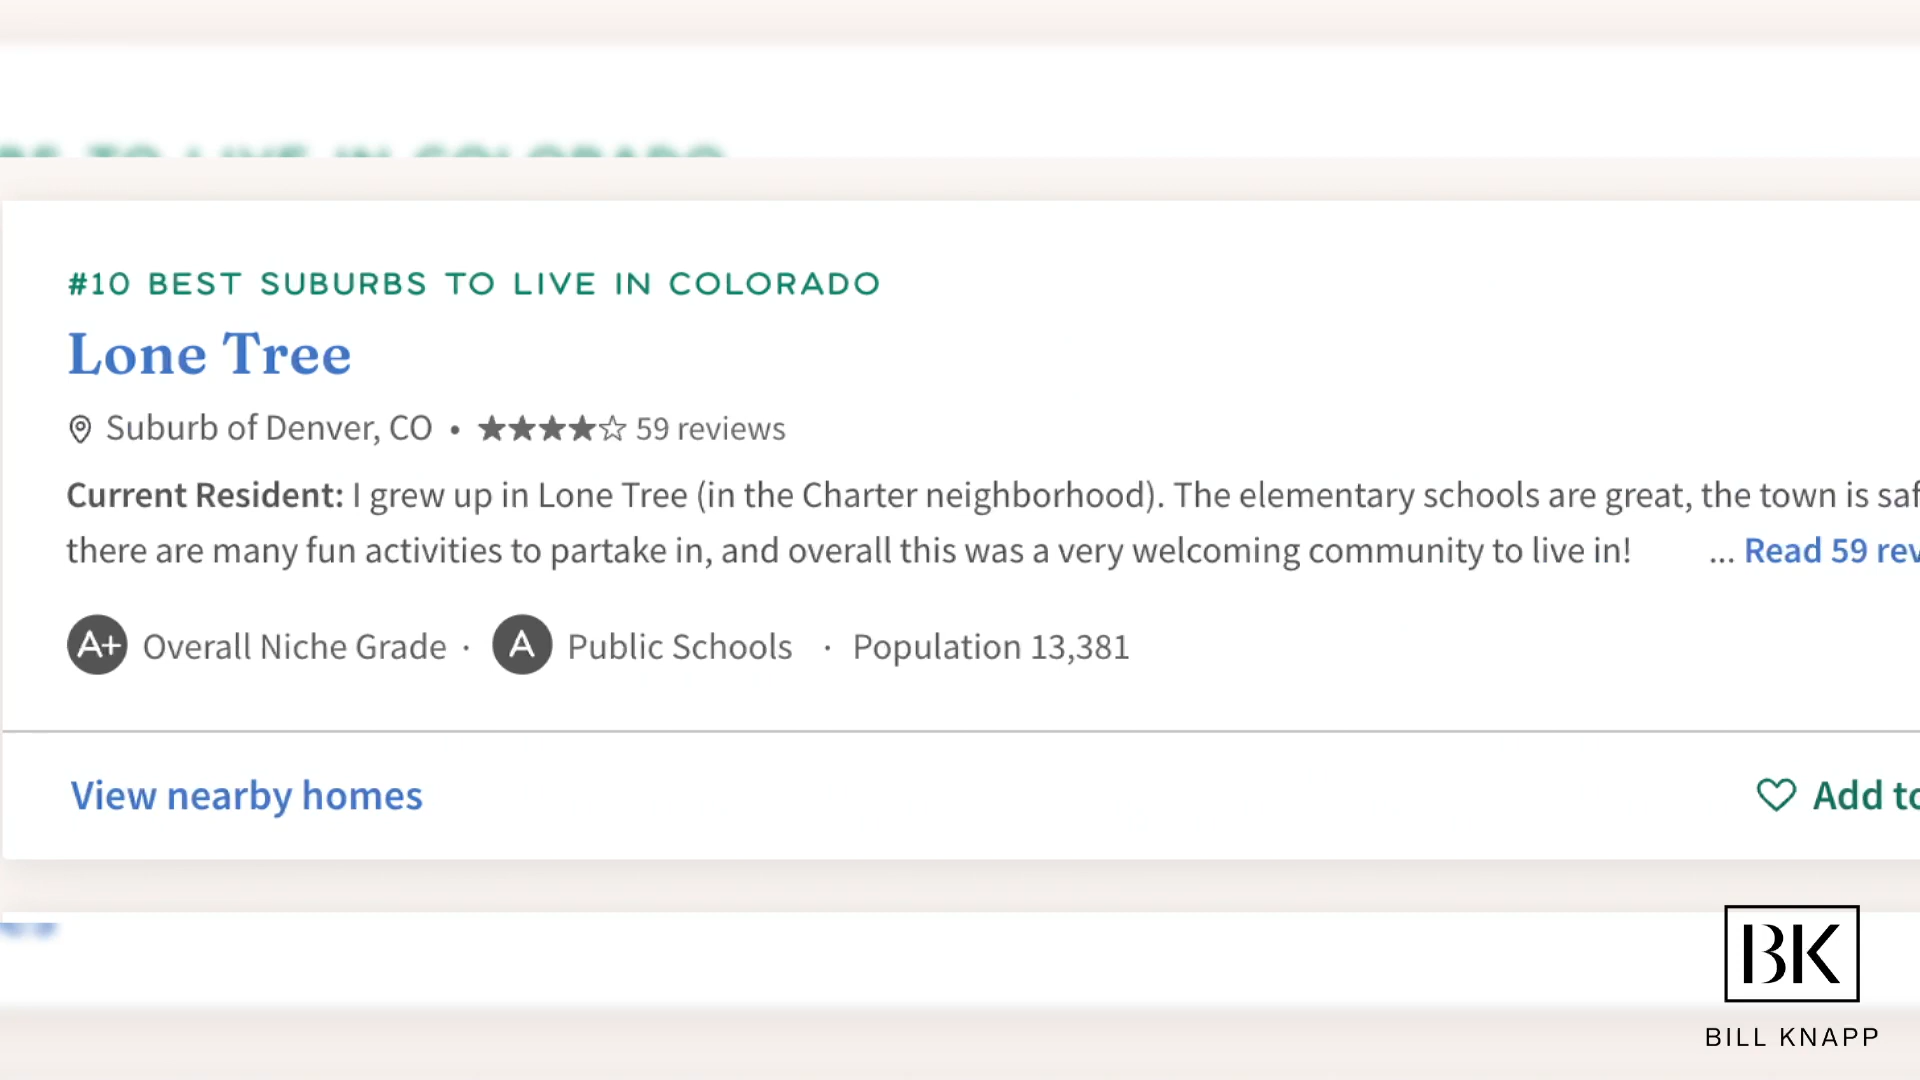 TO LIVE IN COLORADO
#10 BEST SUBURBS TO LIVE IN COLORADO
Lone Tree
Suburb of Denver, CO • ★★★★☆ 59 reviews
Current Resident: I grew up in Lone Tree (in the Charter neighborhood). The elementary schools are great, the town is
there are many fun activities to partake in, and overall this was a very welcoming community to live in! ... Read 59
A+ Overall Niche Grade · A Public Schools · Population 13,381
View nearby homes
Add
BK
BILL KNAPP